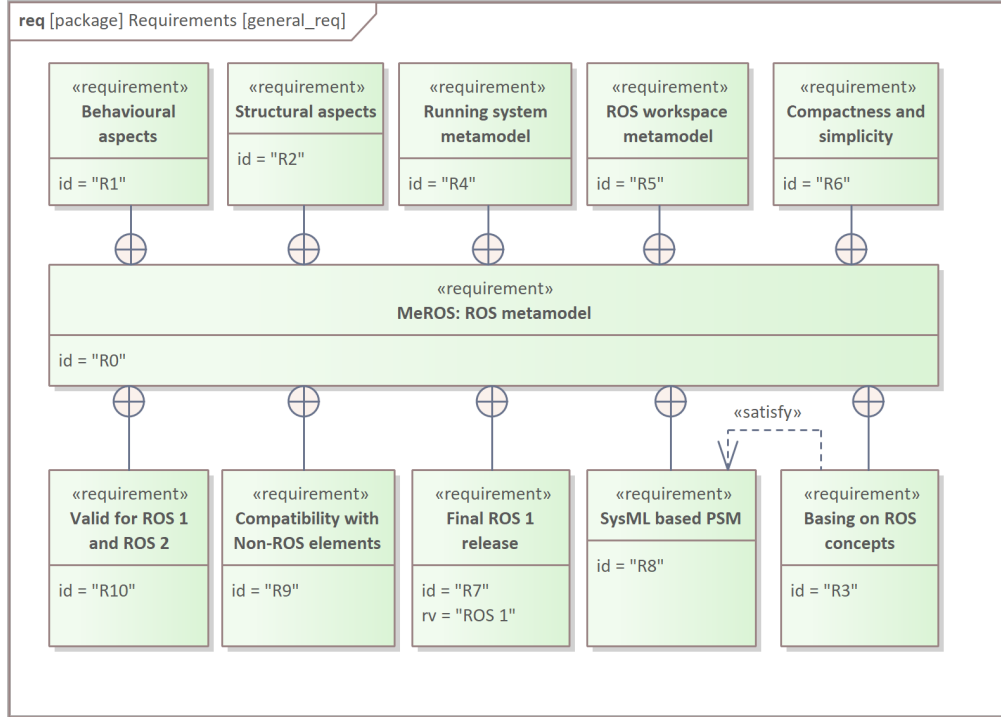 req [package] Requirements [general_req]
«requirement»
Behavioural
aspects
id = "R1"
«requirement»
Structural aspects
id = "R2"
«requirement»
Running system
metamodel
id = "R4"
«requirement»
ROS workspace
metamodel
id = "R5"
«requirement»
Compactness and
simplicity
id = "R6"
«requirement»
MeROS: ROS metamodel
id = "R0"
«satisfy»
«requirement»
Valid for ROS 1
and ROS 2
id = "R10"
«requirement»
Compatibility with
Non-ROS elements
id = "R9"
«requirement»
Final ROS 1
release
id = "R7"
rv = "ROS 1"
«requirement»
SysML based PSM
id = "R8"
«requirement»
Basing on ROS
concepts
id = "R3"